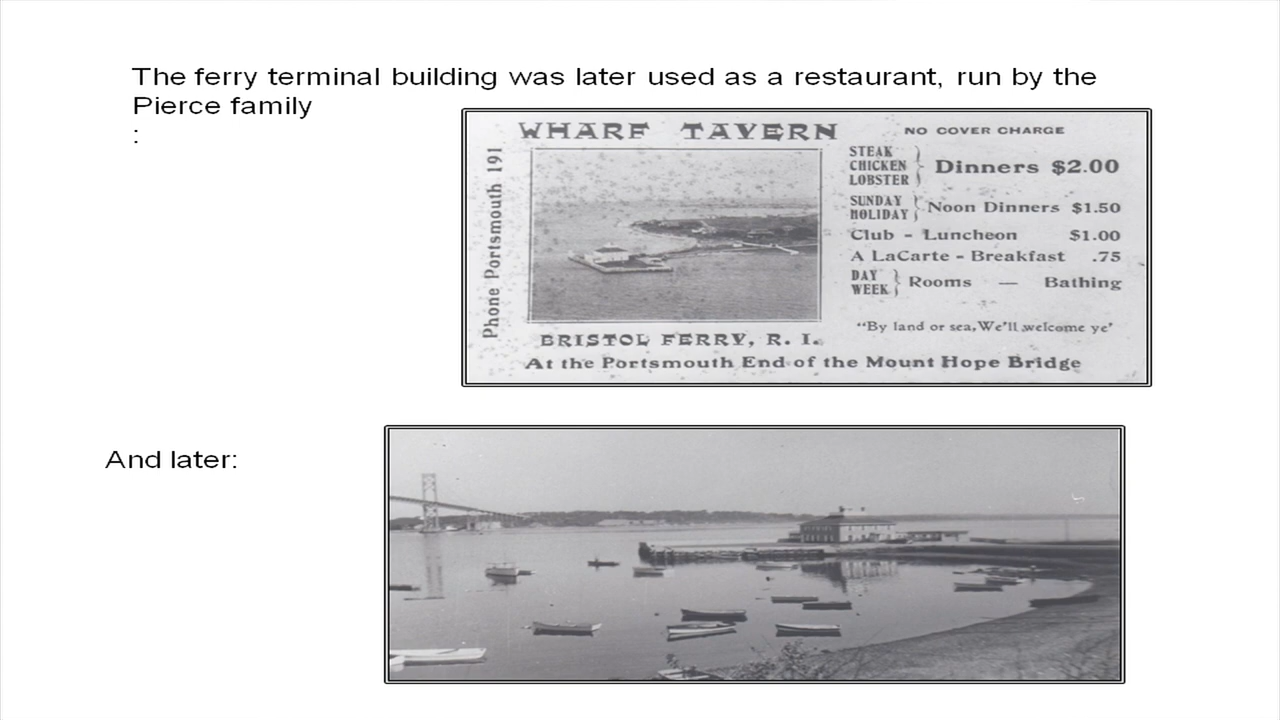 The ferry terminal building was later used as a restaurant, run by the
Pierce family
:
WHARF TAVERN
Phone Portsmouth 191
BRISTOL FERRY, R. I.
NO COVER CHARGE
STEAK
CHICKEN
LOBSTER
Dinners $2.00
SUNDAY
HOLIDAY
Noon Dinners $1.50
Club - Luncheon $1.00
A LaCarte - Breakfast .75
DAY
WEEK
Rooms — Bathing
"By land or sea, We'll welcome ye'
At the Portsmouth End of the Mount Hope Bridge
And later: